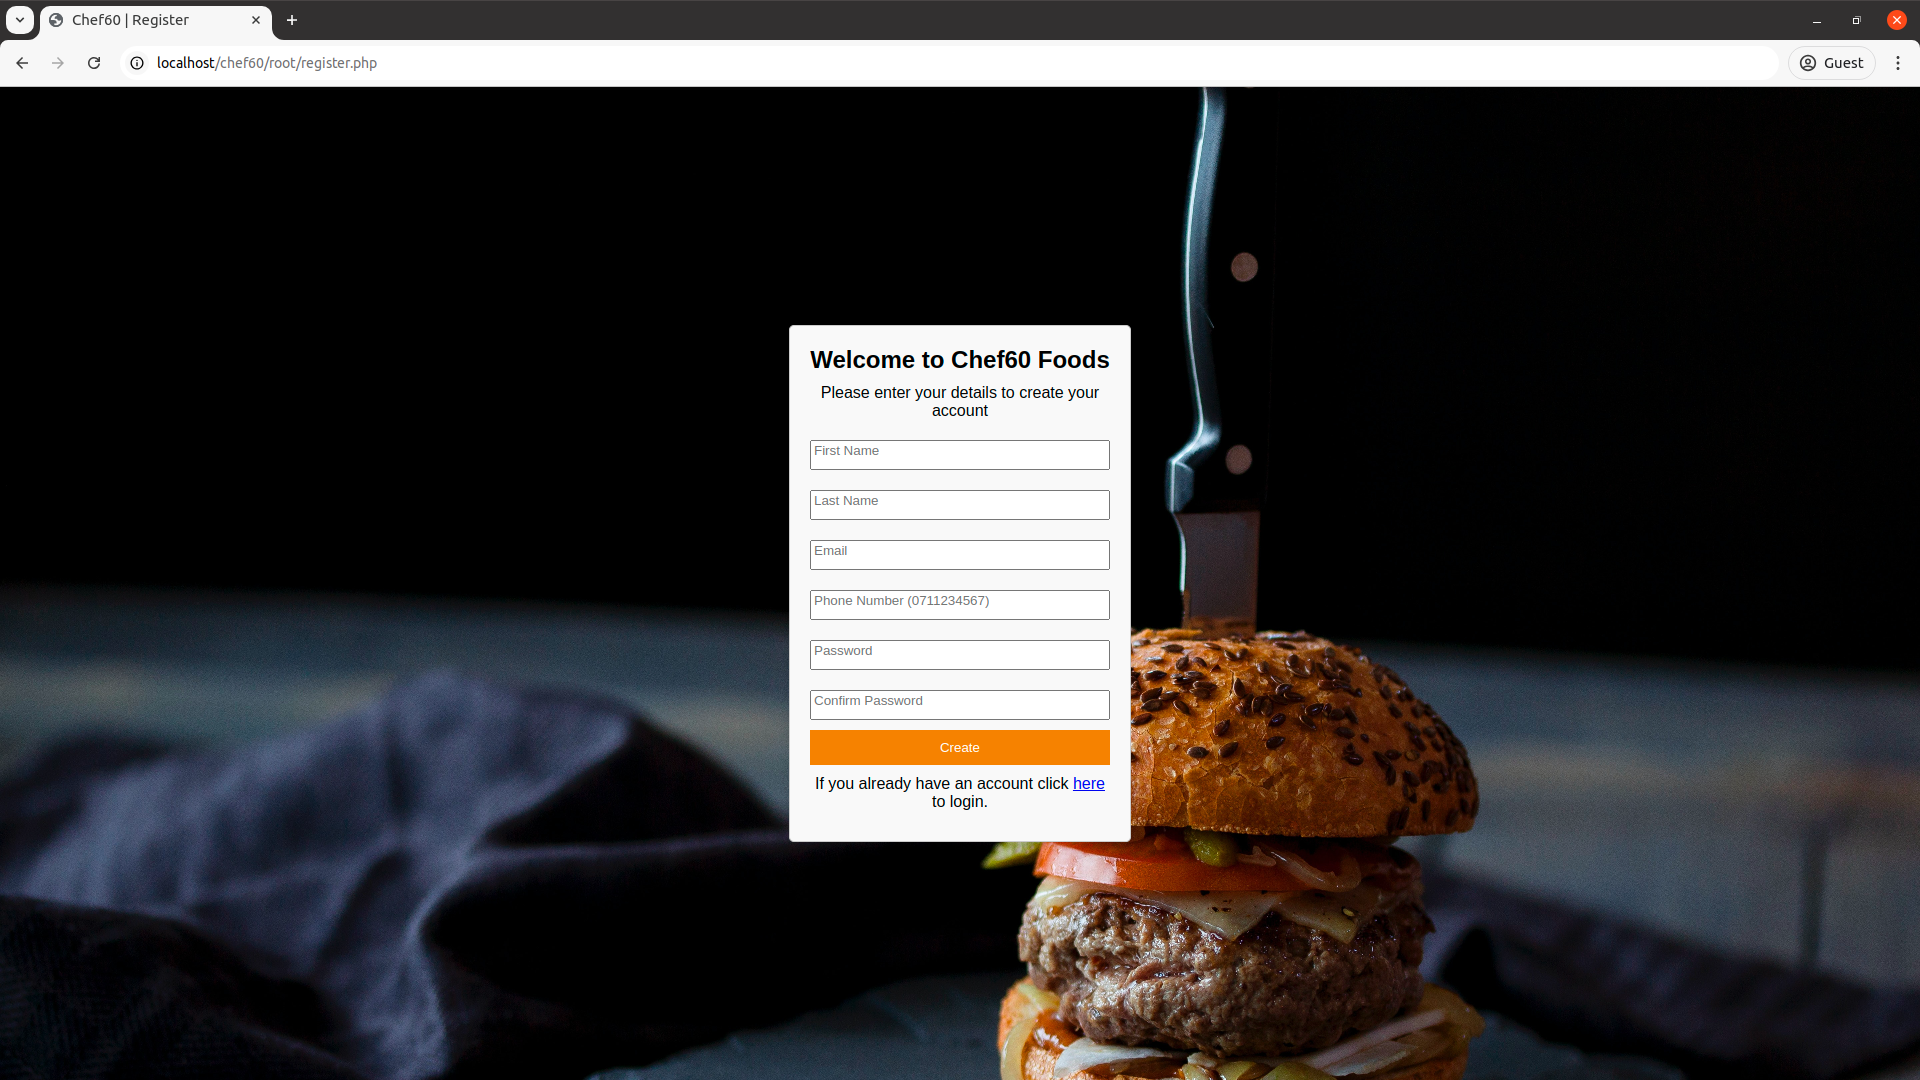 Chef60 | Register
localhost/chef60/root/register.php
Guest
Welcome to Chef60 Foods
Please enter your details to create your
account
First Name
Last Name
Email
Phone Number (0711234567)
Password
Confirm Password
Create
If you already have an account click here
to login.